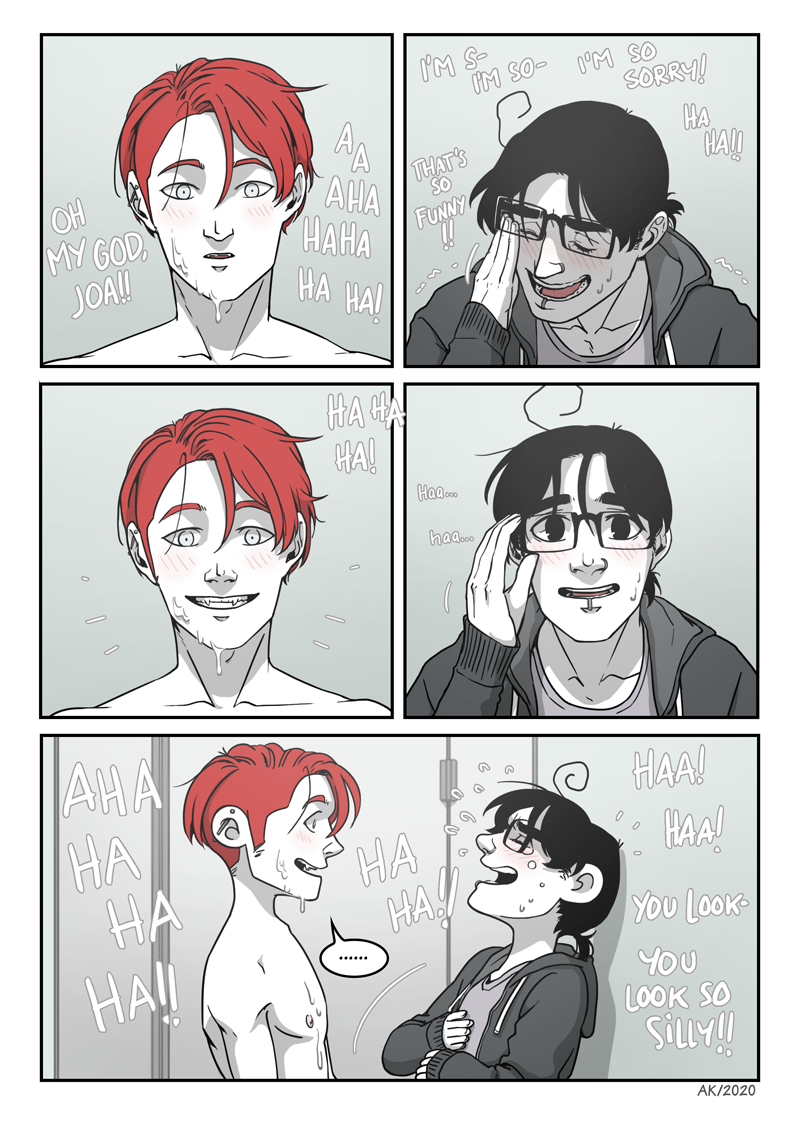 OH
MY GOD,
JOA!!
A
A
AHA
HAHA
HA HA!
I'M S-
I'M SO-
I'M SO
SORRY!
HA
HA!!
THAT'S
SO
FUNNY
!!
HA HA
HA!
Haa...
haa...
AHA
HA
HA
HA!!
HA
HA!!
......
HAA!
HAA!
YOU LOOK-
YOU
LOOK SO
SILLY!!
AK/2020